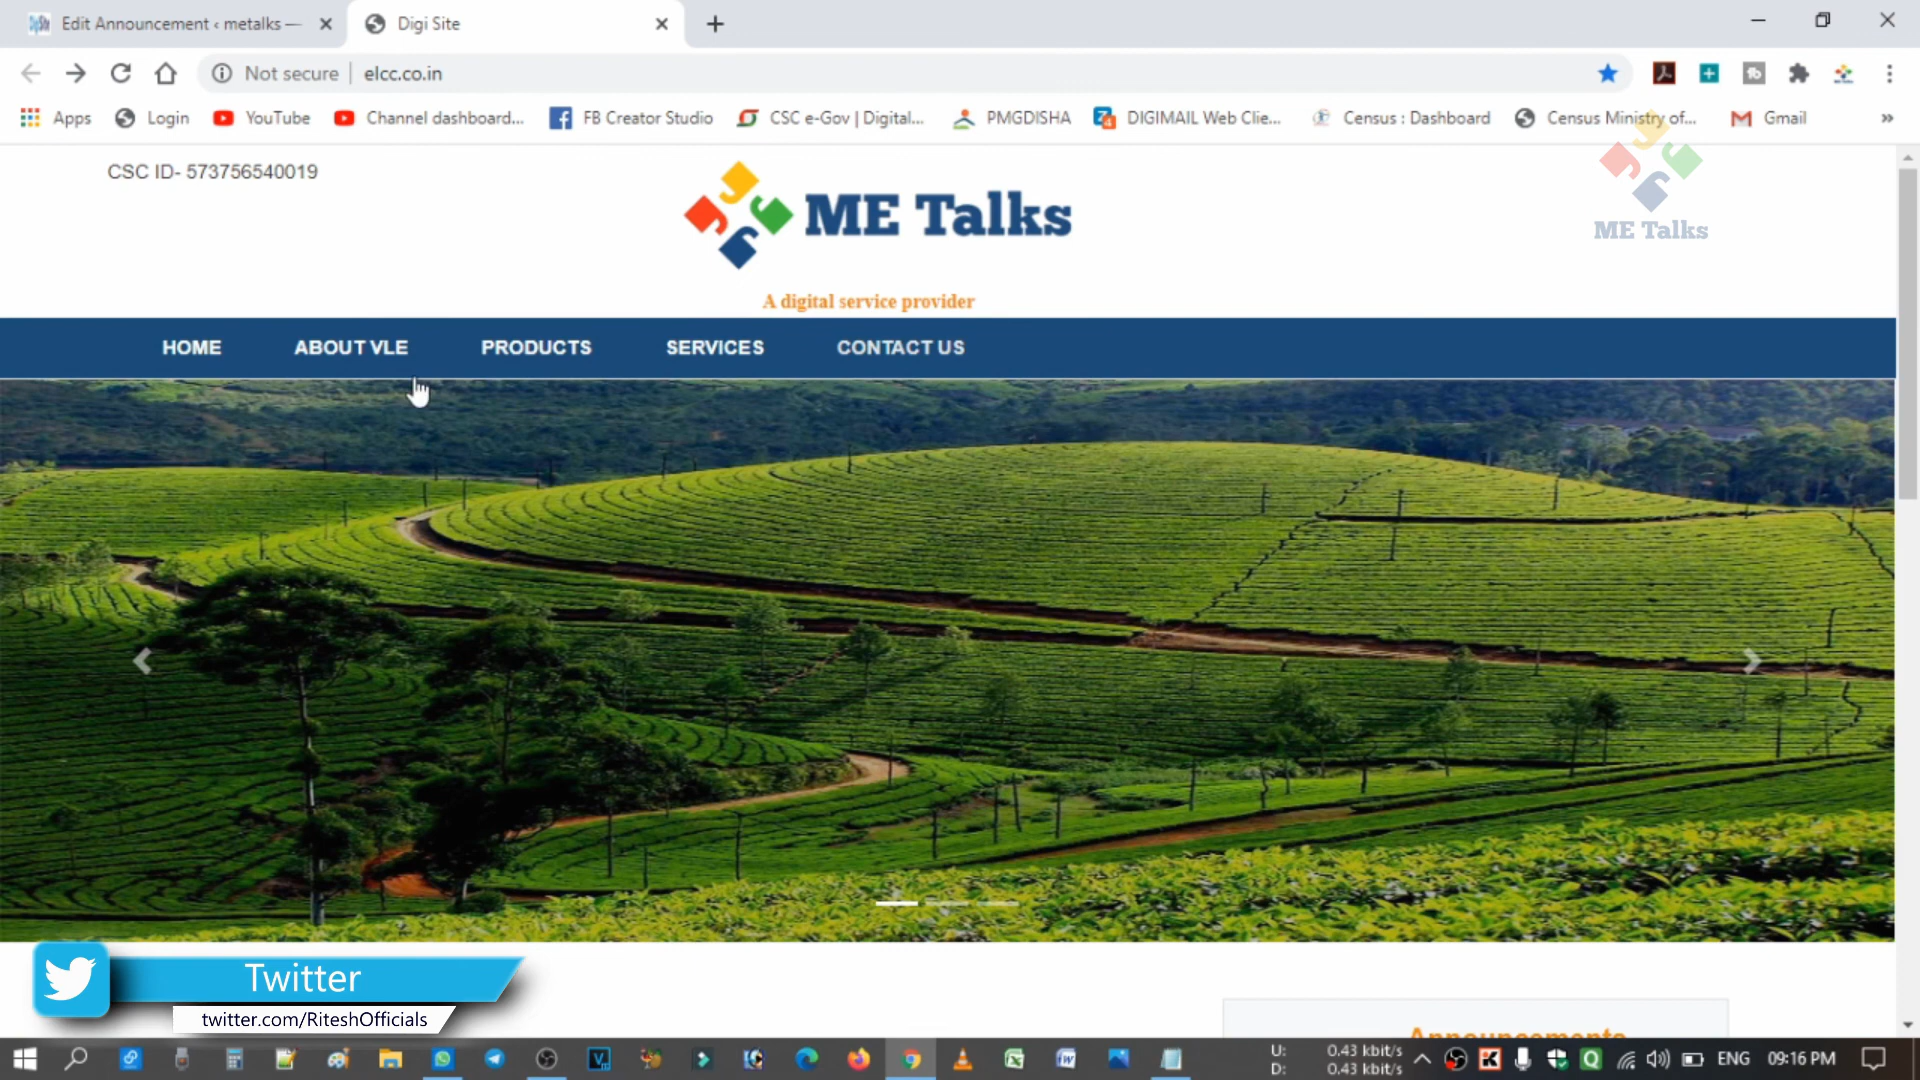 Edit Announcement ‹ metalks —
Digi Site
Not secure
elcc.co.in
Apps
Login
YouTube
Channel dashboard...
FB Creator Studio
CSC e-Gov | Digital...
PMGDISHA
DIGIMAIL Web Clie...
Census : Dashboard
Census Ministry of...
Gmail
»
CSC ID- 573756540019
ME Talks
ME Talks
A digital service provider
HOME
ABOUT VLE
PRODUCTS
SERVICES
CONTACT US
Twitter
twitter.com/RiteshOfficials
Announcements
U: 0.43 kbit/s
D: 0.43 kbit/s
ENG
09:16 PM